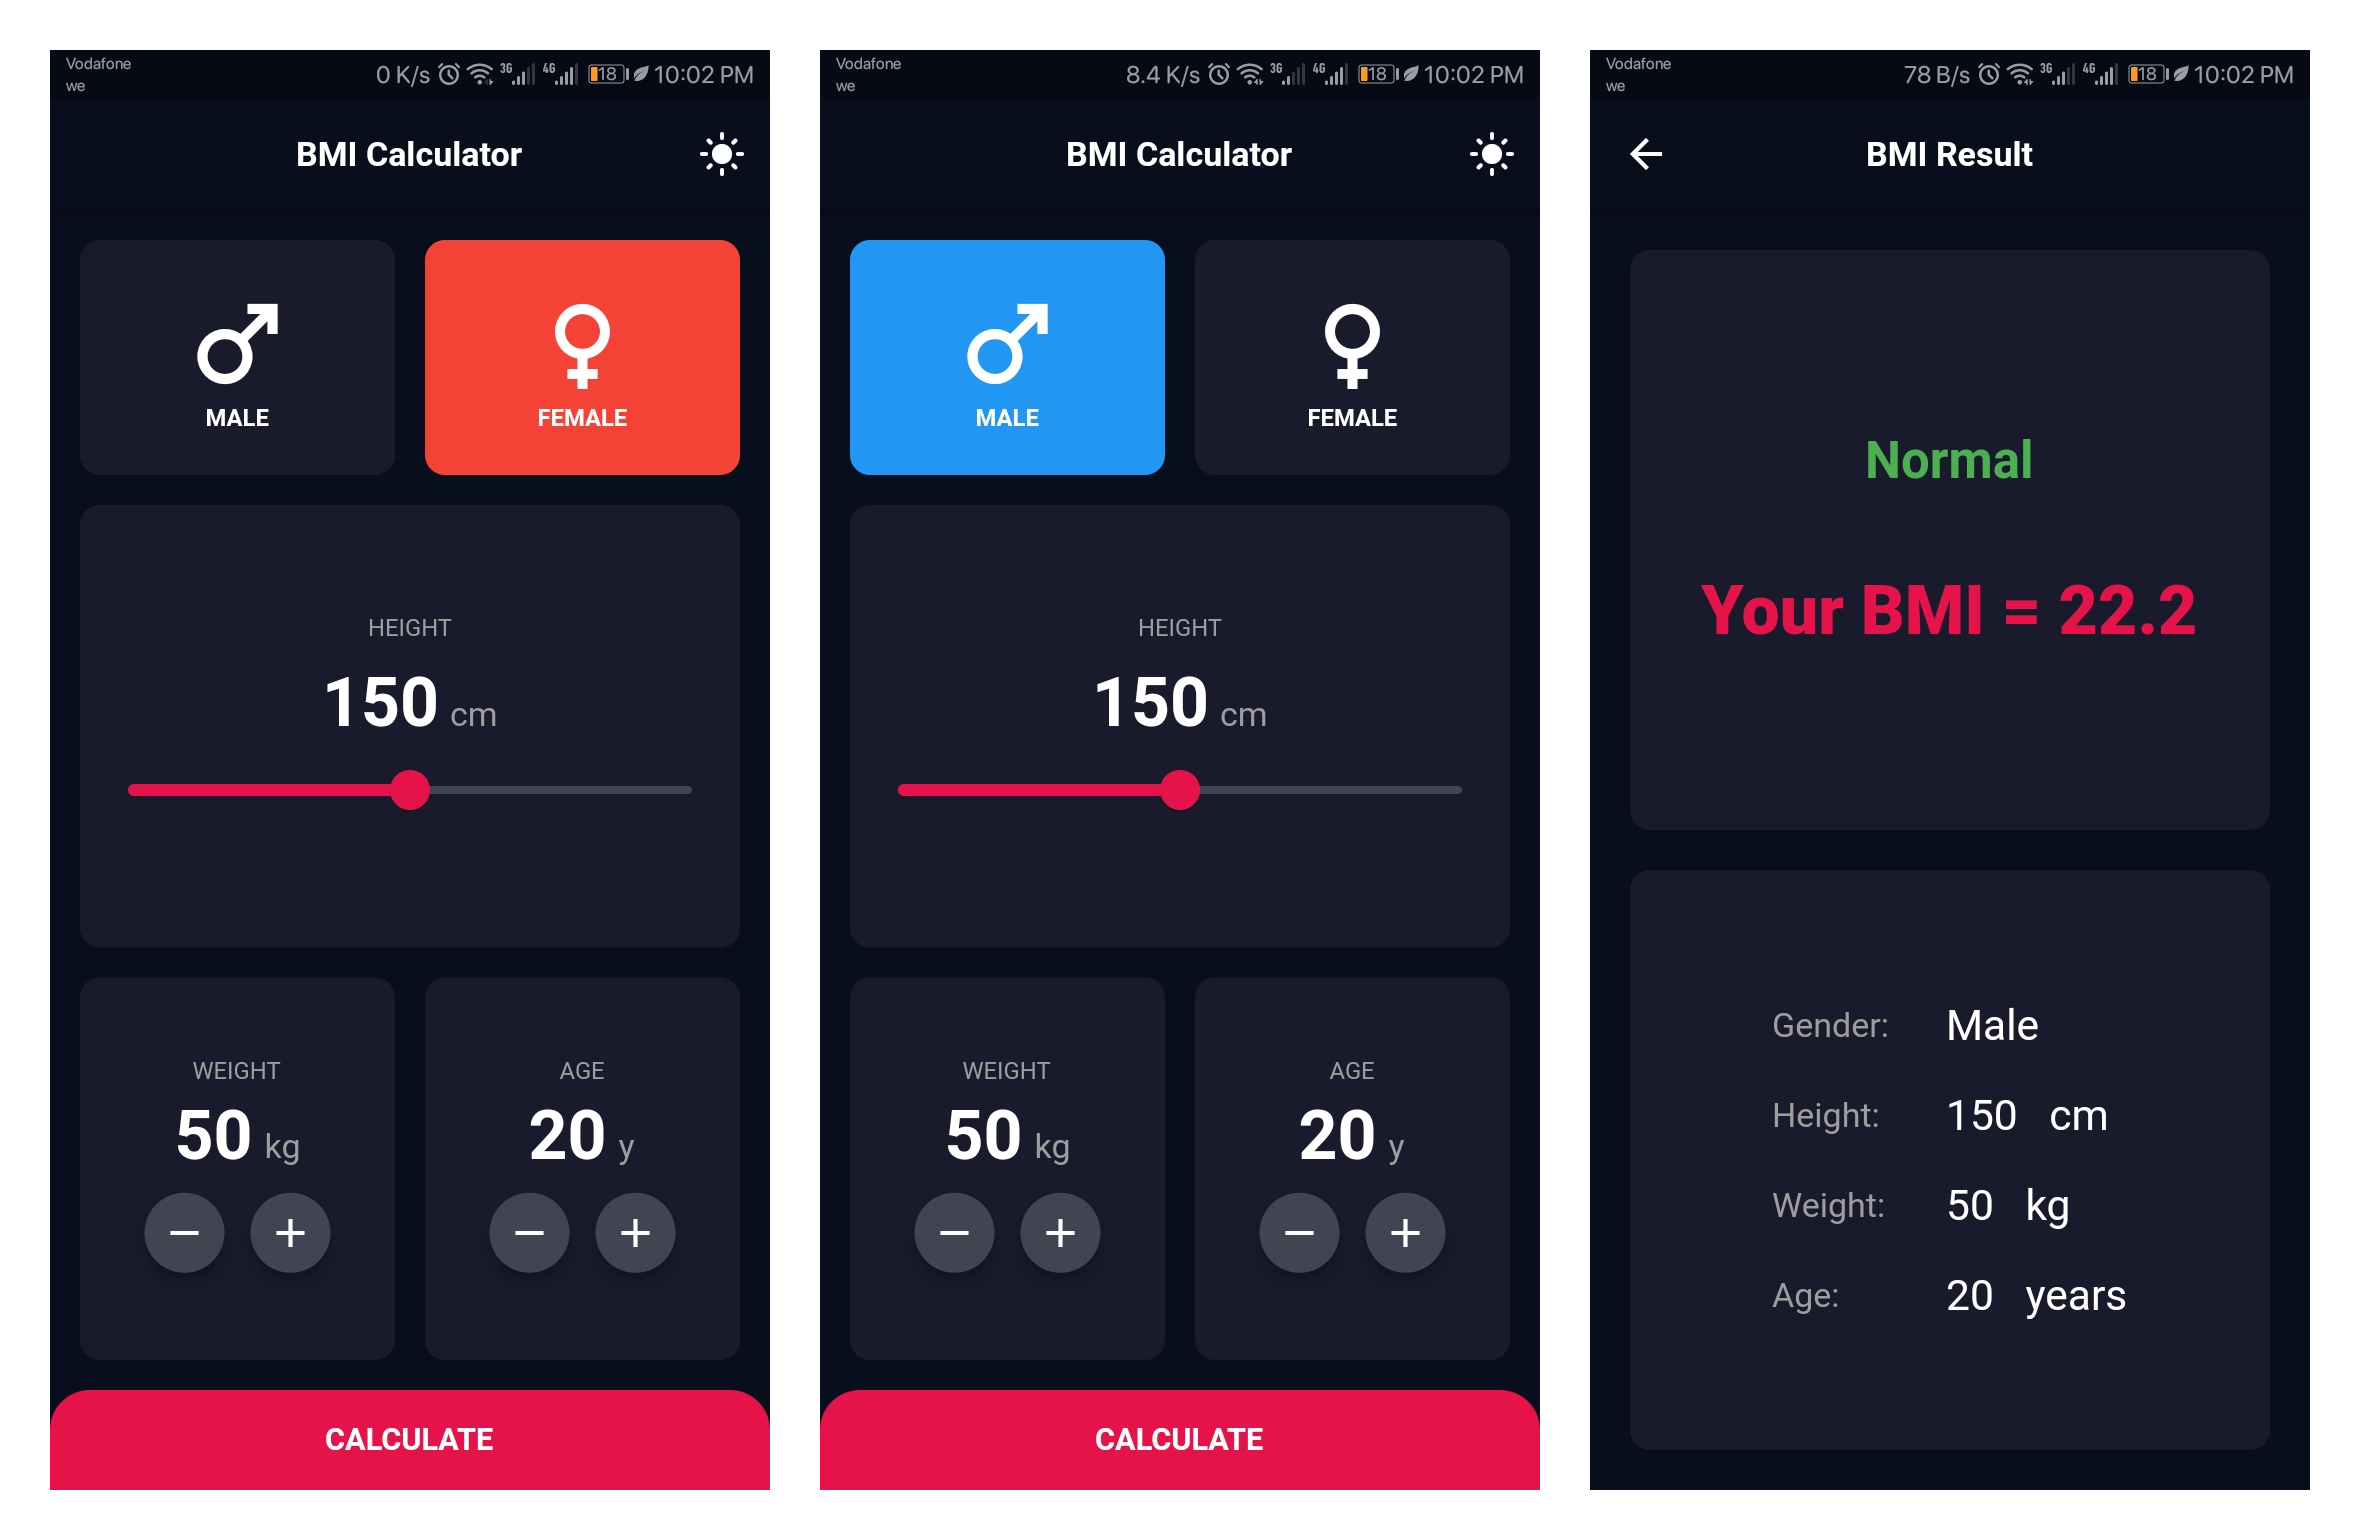 Vodafone
we
0 K/s 3G 4G 18 10:02 PM
BMI Calculator
MALE
FEMALE
HEIGHT
150 cm
WEIGHT
50 kg
AGE
20 y
CALCULATE
Vodafone
we
8.4 K/s 3G 4G 18 10:02 PM
BMI Calculator
MALE
FEMALE
HEIGHT
150 cm
WEIGHT
50 kg
AGE
20 y
CALCULATE
Vodafone
we
78 B/s 3G 4G 18 10:02 PM
BMI Result
Normal
Your BMI = 22.2
Gender: Male
Height: 150 cm
Weight: 50 kg
Age: 20 years